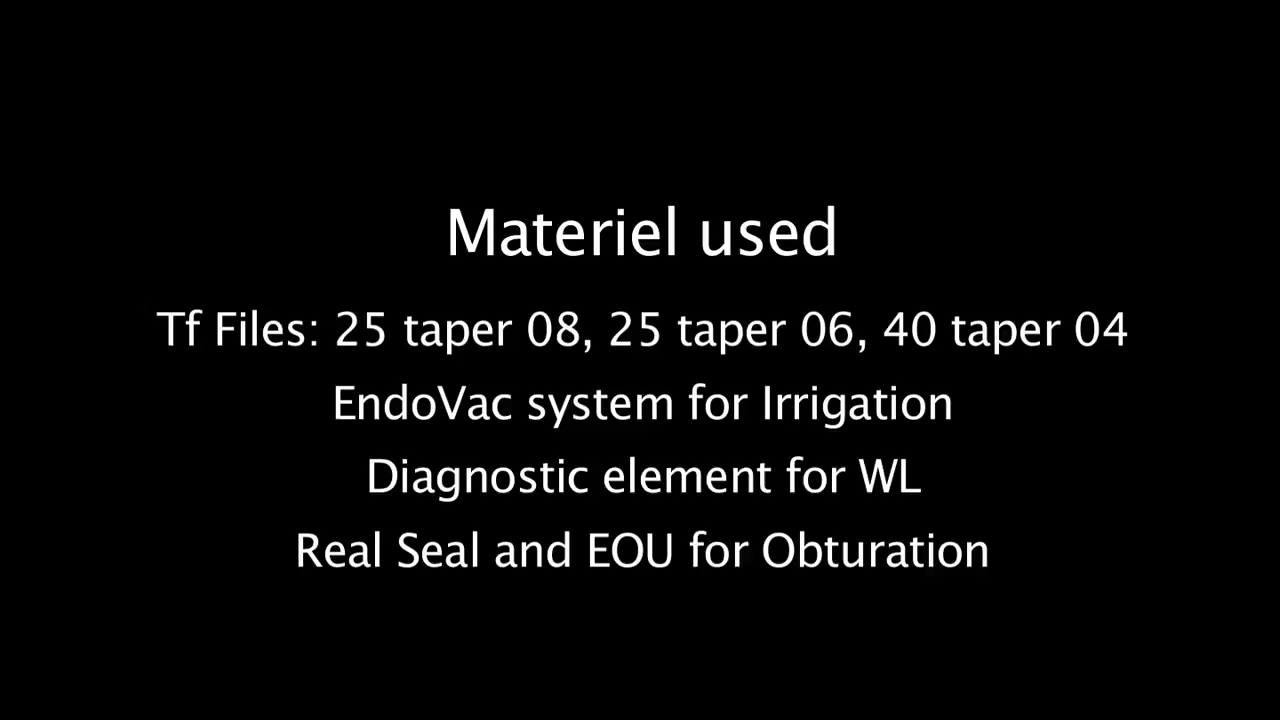 Materiel used
Tf Files: 25 taper 08, 25 taper 06, 40 taper 04
EndoVac system for Irrigation
Diagnostic element for WL
Real Seal and EOU for Obturation